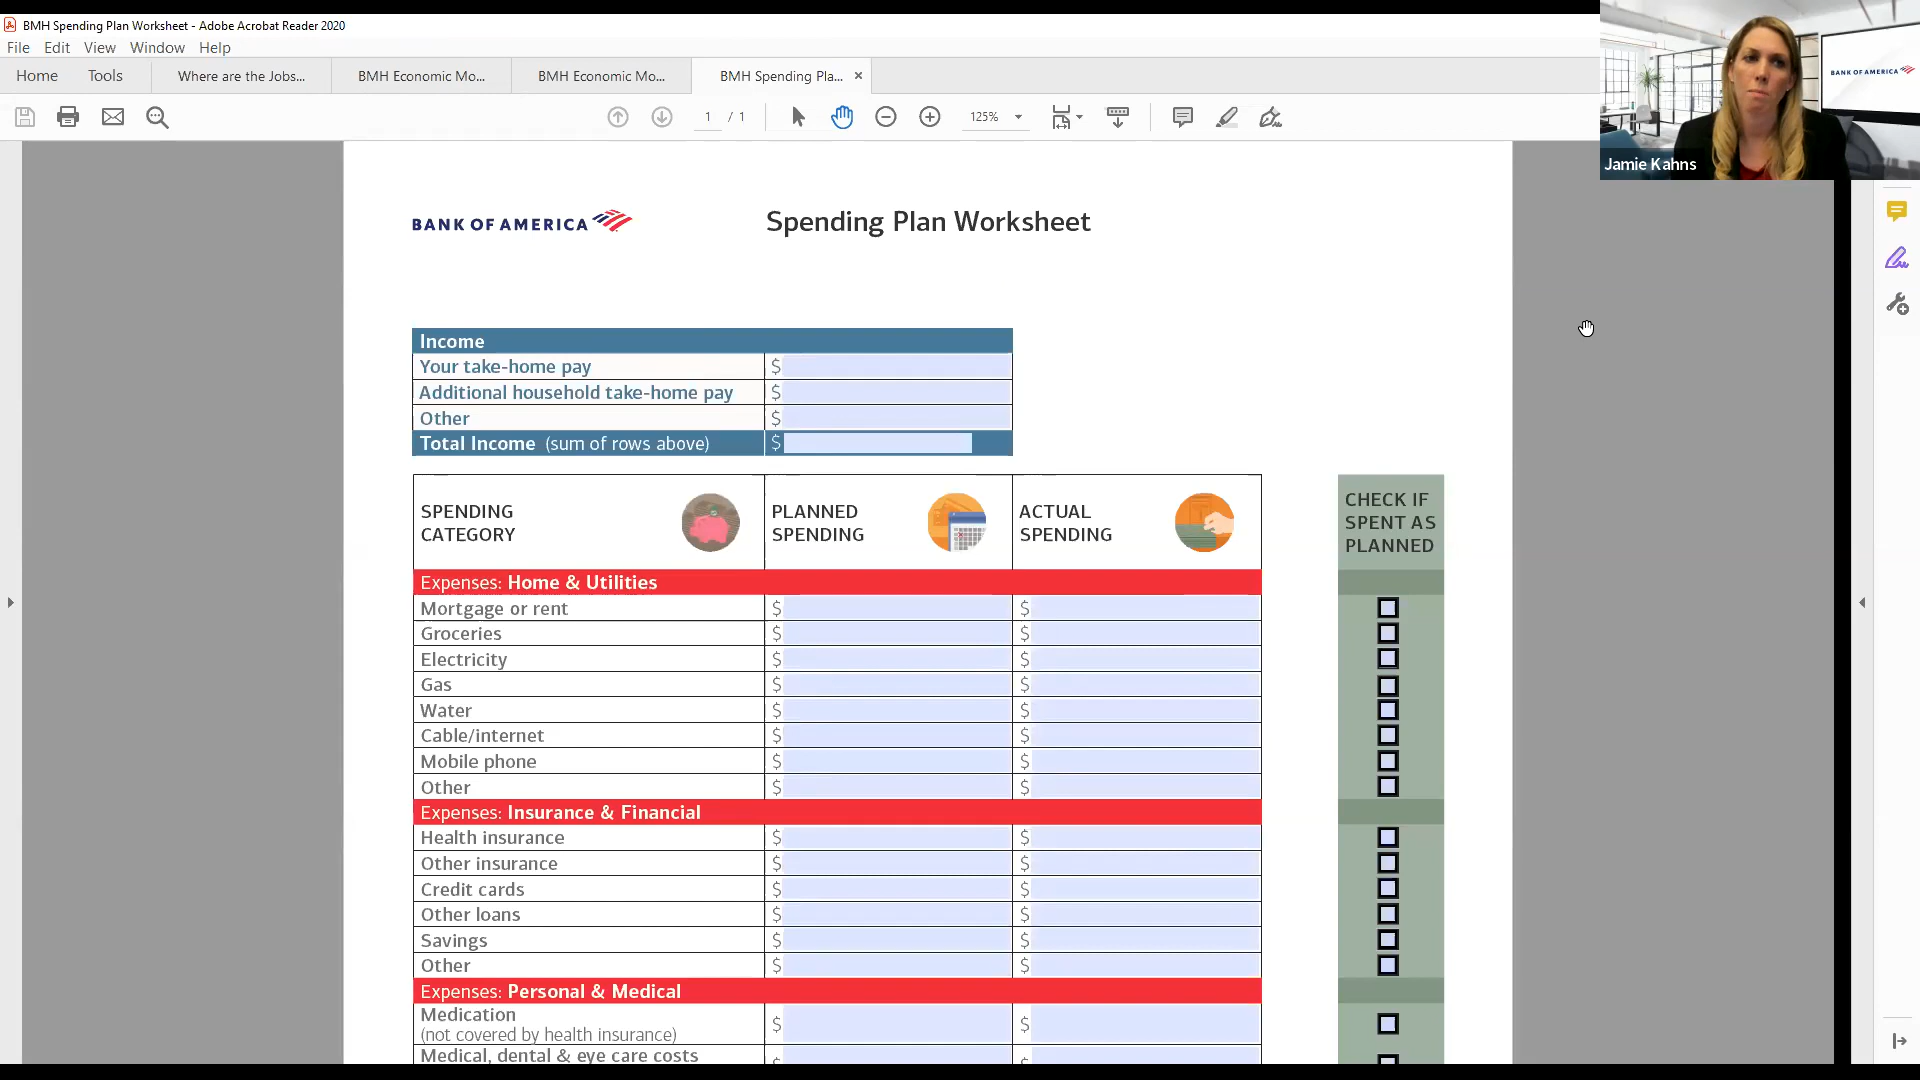 BMH Spending Plan Worksheet - Adobe Acrobat Reader 2020
File Edit View Window Help
Home Tools Where are the Jobs... BMH Economic Mo... BMH Economic Mo... BMH Spending Pla... ×
1 / 1 125%
BANK OF AMERICA
Jamie Kahns
BANK OF AMERICA Spending Plan Worksheet
Income
Your take-home pay $
Additional household take-home pay $
Other $
Total Income (sum of rows above) $
SPENDING
CATEGORY
PLANNED
SPENDING
ACTUAL
SPENDING
CHECK IF
SPENT AS
PLANNED
Expenses: Home & Utilities
Mortgage or rent $ $
Groceries $ $
Electricity $ $
Gas $ $
Water $ $
Cable/internet $ $
Mobile phone $ $
Other $ $
Expenses: Insurance & Financial
Health insurance $ $
Other insurance $ $
Credit cards $ $
Other loans $ $
Savings $ $
Other $ $
Expenses: Personal & Medical
Medication
(not covered by health insurance) $ $
Medical, dental & eye care costs